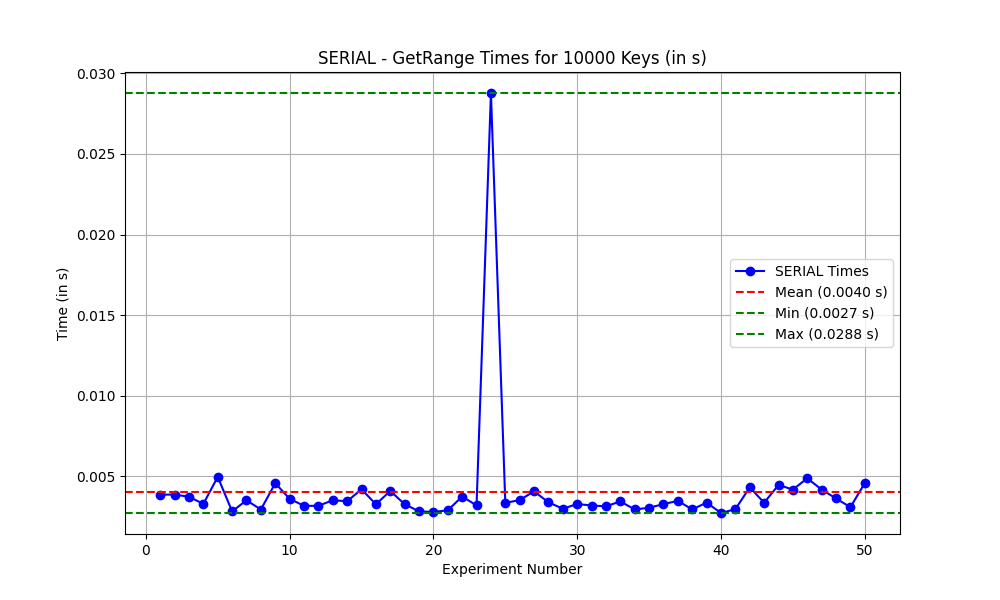 SERIAL - GetRange Times for 10000 Keys (in s)
0.030
0.025
0.020
0.015
0.010
0.005
Time (in s)
SERIAL Times
Mean (0.0040 s)
Min (0.0027 s)
Max (0.0288 s)
0 10 20 30 40 50
Experiment Number